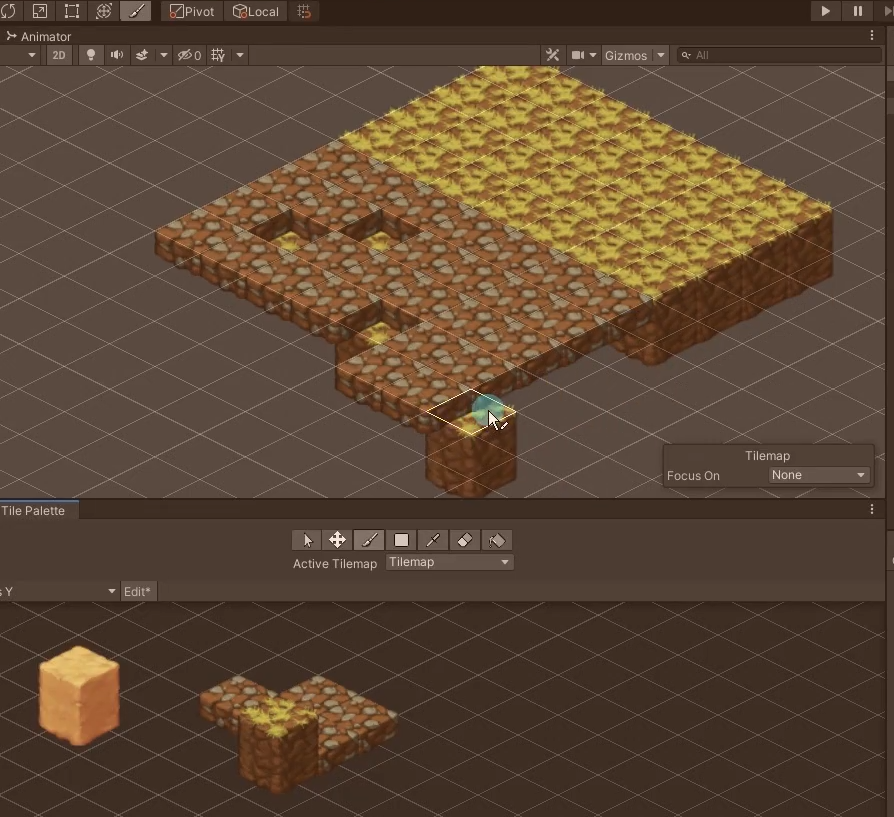 Pivot Local
Animator
2D 0 Gizmos All
Tilemap
Focus On None
Tile Palette
Active Tilemap Tilemap
s Y Edit*